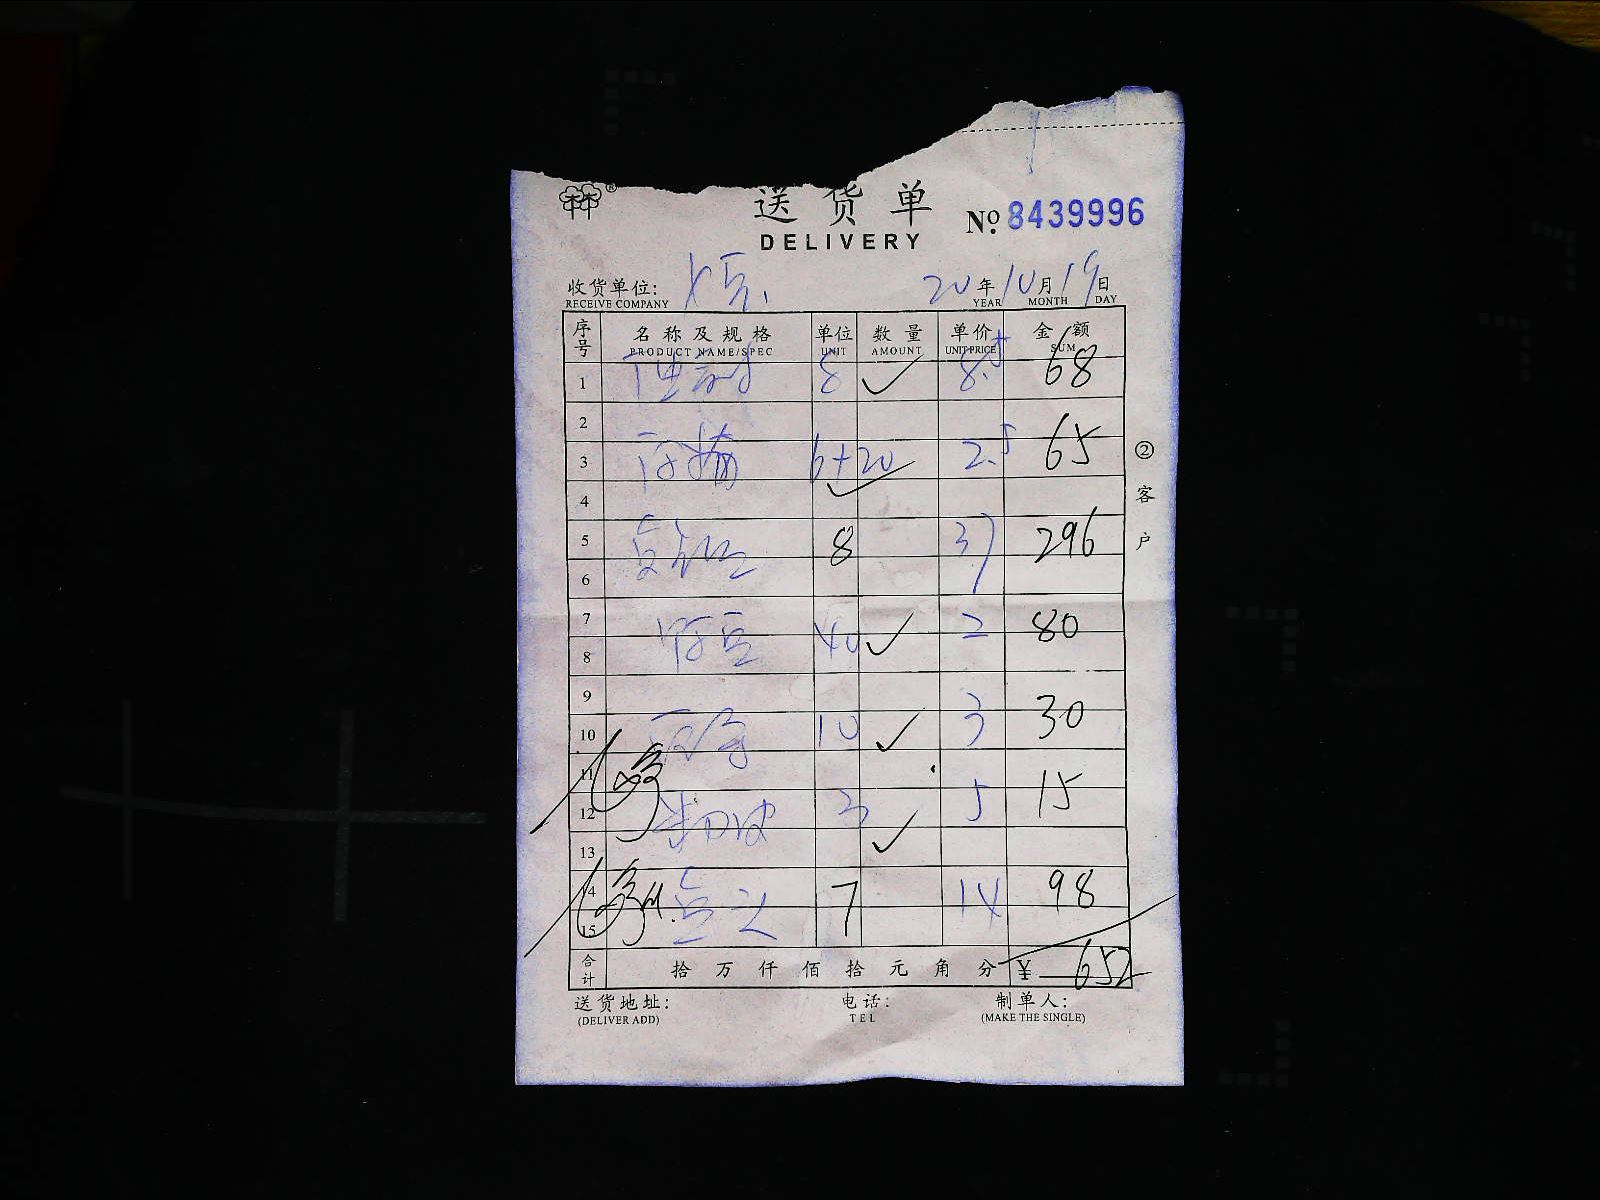 送货单
DELIVERY
№ 8439996
收货单位: 20年10月19日
RECEIVE COMPANY YEAR MONTH DAY
序号 名称及规格 单位 数量 单价 金额
PRODUCT NAME/SPEC UNIT AMOUNT UNIT PRICE SUM
1 8 8.5 68
2
3 6+20 2.5 65
4
5 8 37 296
6
7 40 2 80
8
9
10 10 3 30
11
12 3 5 15
13
14 7 14 98
15
合计 拾 万 仟 佰 拾 元 角 分 ¥ 652
②客户
送货地址: 电话: 制单人:
(DELIVER ADD) TEL (MAKE THE SINGLE)